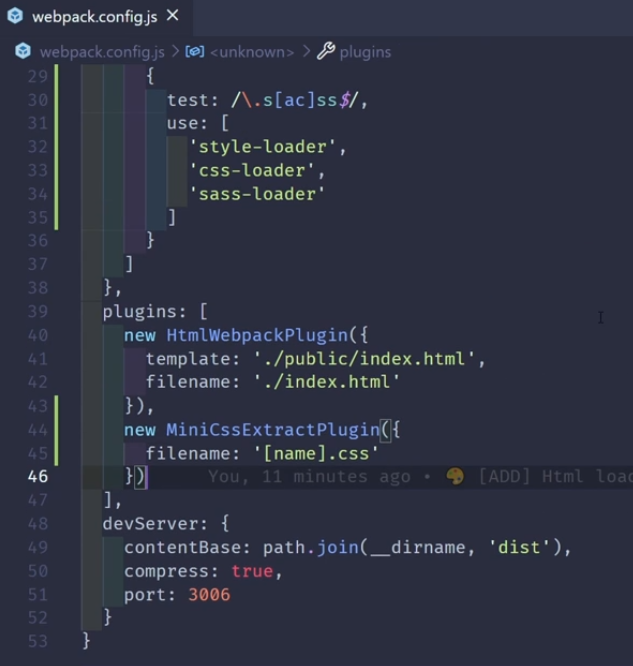 webpack.config.js ×
webpack.config.js > <unknown> > plugins
29 {
30 test: /\.s[ac]ss$/,
31 use: [
32 'style-loader',
33 'css-loader',
34 'sass-loader'
35 ]
36 }
37 ]
38 },
39 plugins: [
40 new HtmlWebpackPlugin({
41 template: './public/index.html',
42 filename: './index.html'
43 }),
44 new MiniCssExtractPlugin({
45 filename: '[name].css'
46 }) You, 11 minutes ago • 🎨 [ADD] Html loa
47 ],
48 devServer: {
49 contentBase: path.join(__dirname, 'dist'),
50 compress: true,
51 port: 3006
52 }
53 }